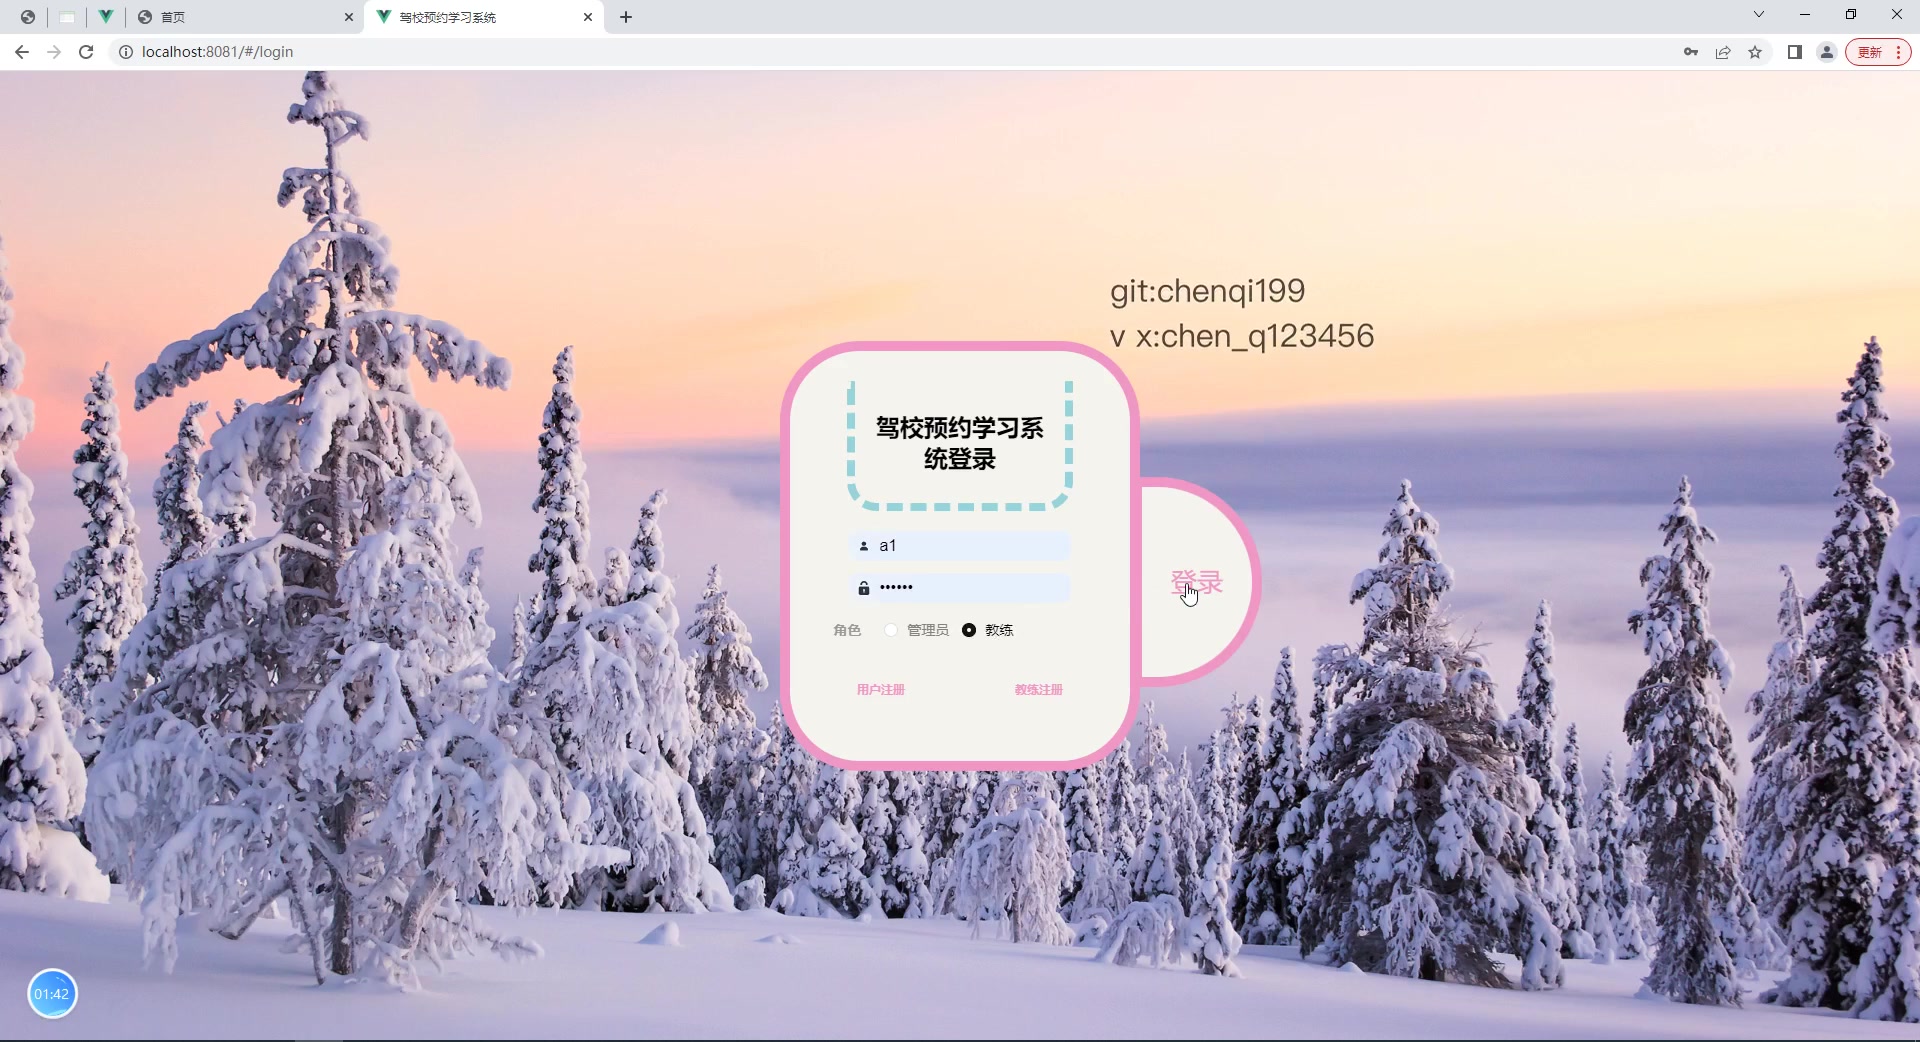 首页
驾校预约学习系统
localhost:8081/#/login
更新
git:chenqi199
v x:chen_q123456
驾校预约学习系
统登录
a1
••••••
登录
角色 管理员 教练
用户注册 教练注册
01:42